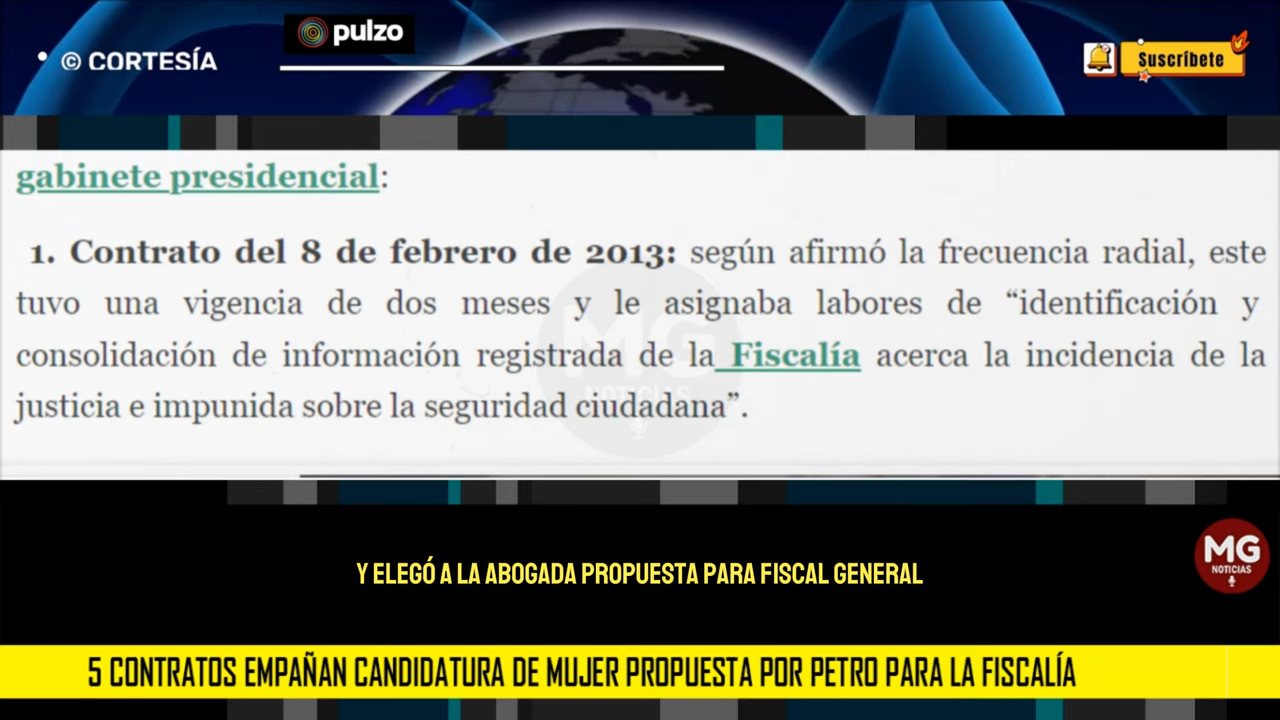 pulzo
© CORTESÍA
Suscríbete
gabinete presidencial:
1. Contrato del 8 de febrero de 2013: según afirmó la frecuencia radial, este
tuvo una vigencia de dos meses y le asignaba labores de “identificación y
consolidación de información registrada de la Fiscalía acerca la incidencia de la
justicia e impunida sobre la seguridad ciudadana”.
MG
NOTICIAS
Y ELEGÓ A LA ABOGADA PROPUESTA PARA FISCAL GENERAL
MG
NOTICIAS
5 CONTRATOS EMPAÑAN CANDIDATURA DE MUJER PROPUESTA POR PETRO PARA LA FISCALÍA